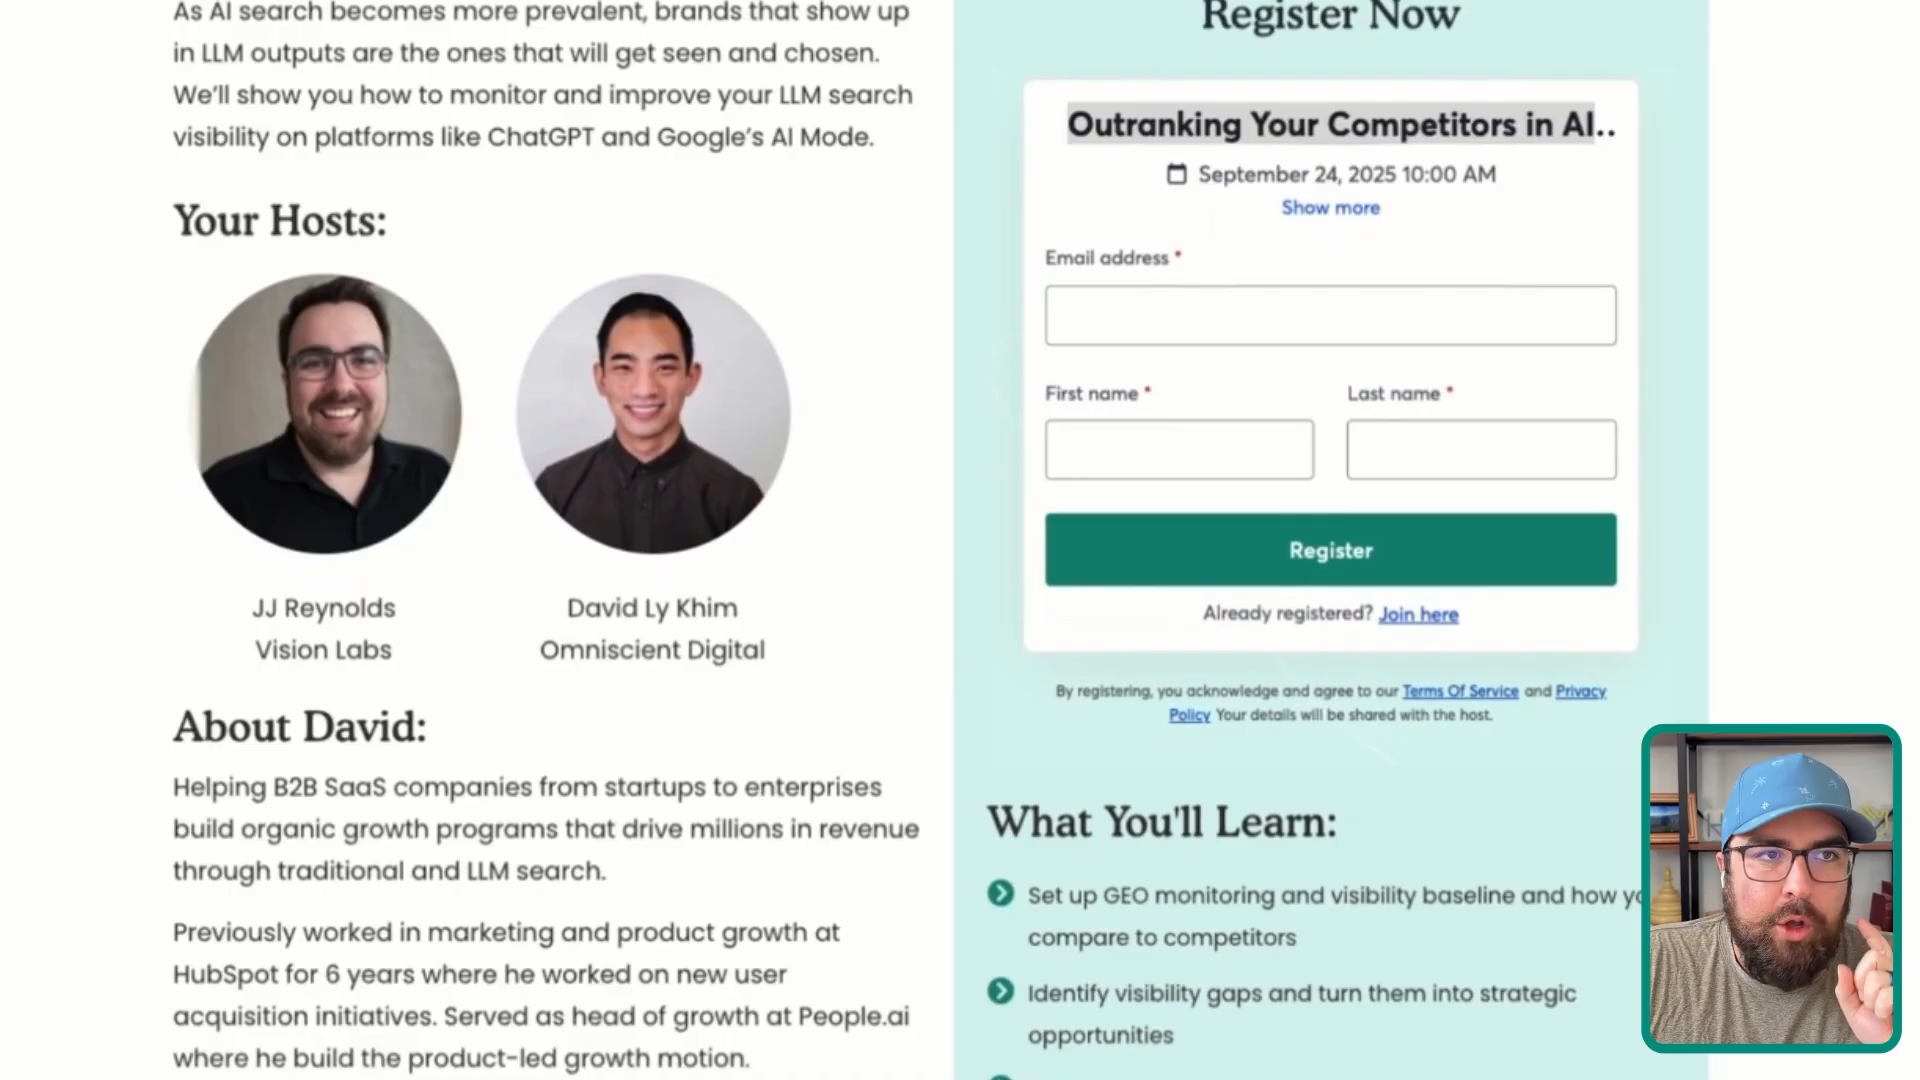 As AI search becomes more prevalent, brands that show up
in LLM outputs are the ones that will get seen and chosen.
We'll show you how to monitor and improve your LLM search
visibility on platforms like ChatGPT and Google's AI Mode.
Your Hosts:
JJ Reynolds
Vision Labs
David Ly Khim
Omniscient Digital
About David:
Helping B2B SaaS companies from startups to enterprises
build organic growth programs that drive millions in revenue
through traditional and LLM search.
Previously worked in marketing and product growth at
HubSpot for 6 years where he worked on new user
acquisition initiatives. Served as head of growth at People.ai
where he build the product-led growth motion.
Register Now
Outranking Your Competitors in AI..
September 24, 2025 10:00 AM
Show more
Email address *
First name *
Last name *
Register
Already registered? Join here
By registering, you acknowledge and agree to our Terms Of Service and Privacy
Policy Your details will be shared with the host.
What You'll Learn:
Set up GEO monitoring and visibility baseline and how
compare to competitors
Identify visibility gaps and turn them into strategic
opportunities